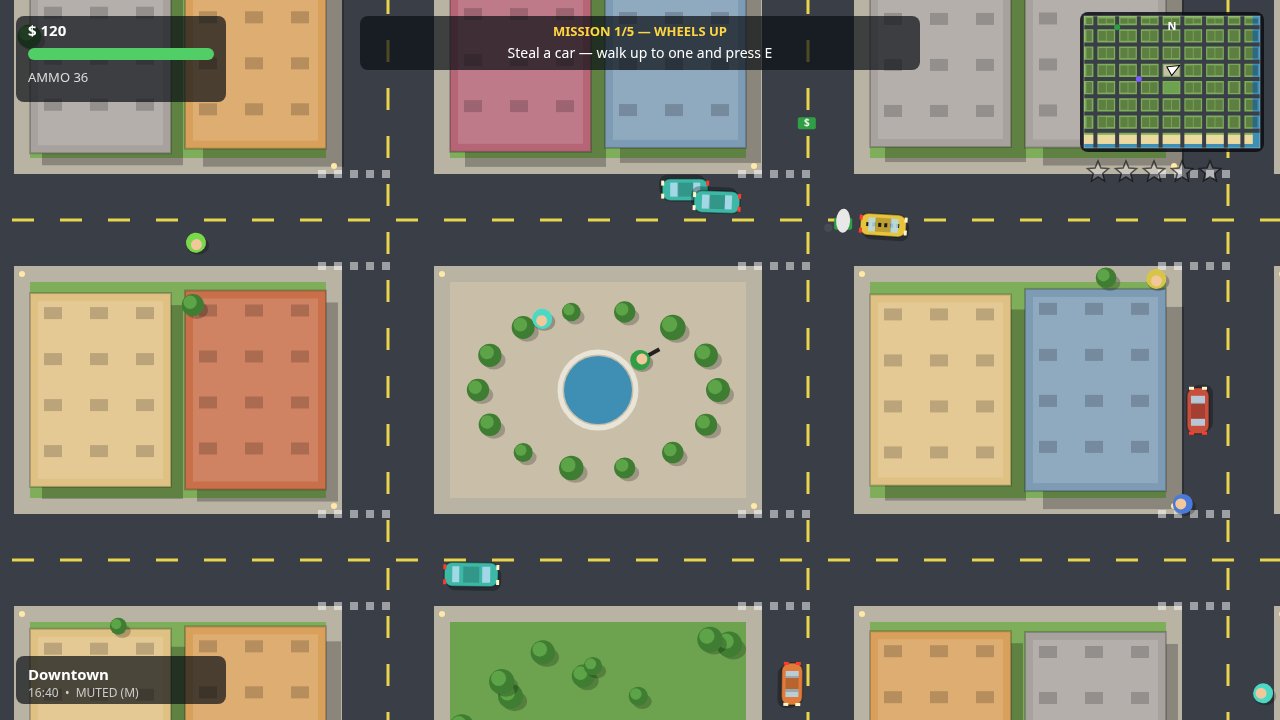 $ 120
AMMO 36
MISSION 1/5 — WHEELS UP
Steal a car — walk up to one and press E
N
$
Downtown
16:40 • MUTED (M)